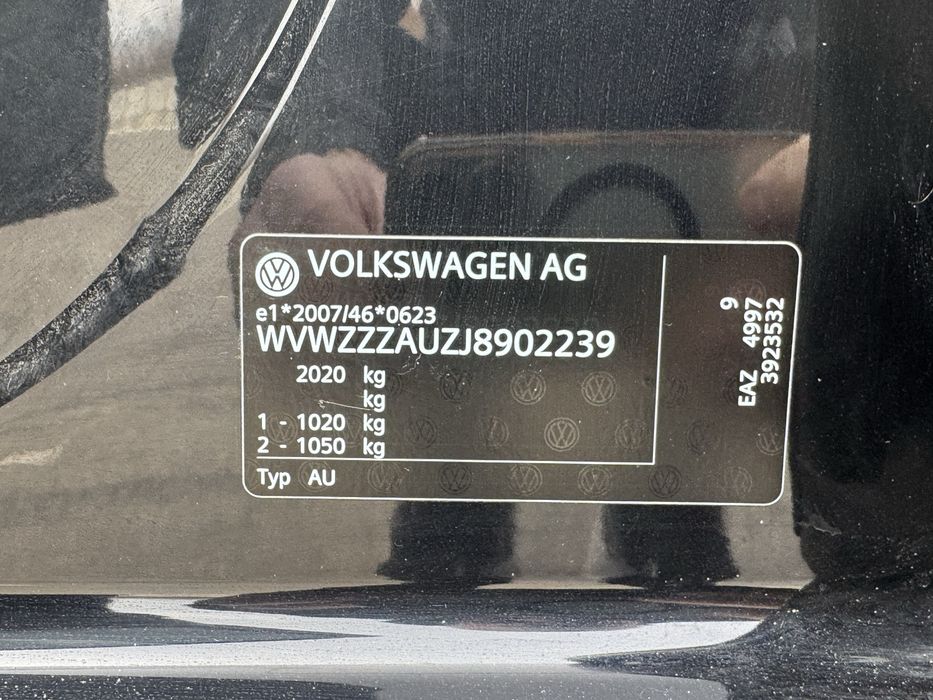 VOLKSWAGEN AG
e1*2007/46*0623
WVWZZZAUZJ8902239
2020 kg
kg
1 - 1020 kg
2 - 1050 kg
Typ AU
9
EAZ 4997
3923532